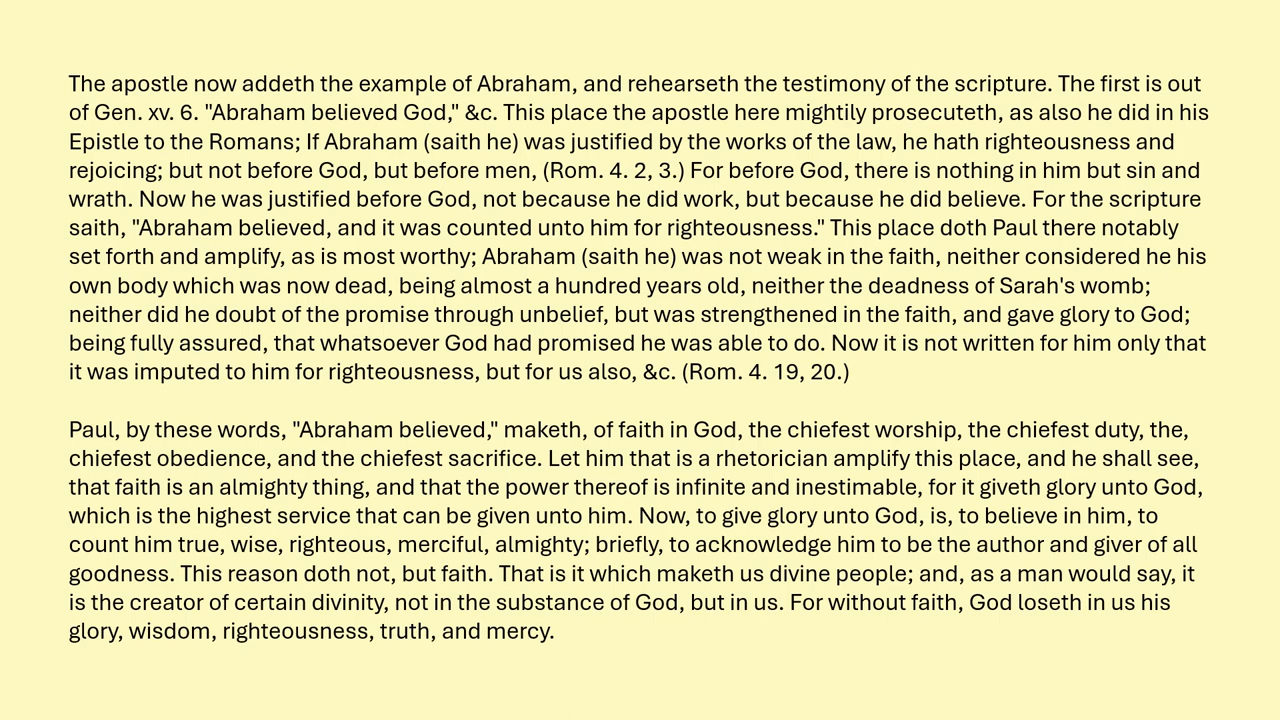 The apostle now addeth the example of Abraham, and rehearseth the testimony of the scripture. The first is out
of Gen. xv. 6. "Abraham believed God," &c. This place the apostle here mightily prosecuteth, as also he did in his
Epistle to the Romans; If Abraham (saith he) was justified by the works of the law, he hath righteousness and
rejoicing; but not before God, but before men, (Rom. 4. 2, 3.) For before God, there is nothing in him but sin and
wrath. Now he was justified before God, not because he did work, but because he did believe. For the scripture
saith, "Abraham believed, and it was counted unto him for righteousness." This place doth Paul there notably
set forth and amplify, as is most worthy; Abraham (saith he) was not weak in the faith, neither considered he his
own body which was now dead, being almost a hundred years old, neither the deadness of Sarah's womb;
neither did he doubt of the promise through unbelief, but was strengthened in the faith, and gave glory to God;
being fully assured, that whatsoever God had promised he was able to do. Now it is not written for him only that
it was imputed to him for righteousness, but for us also, &c. (Rom. 4. 19, 20.)

Paul, by these words, "Abraham believed," maketh, of faith in God, the chiefest worship, the chiefest duty, the,
chiefest obedience, and the chiefest sacrifice. Let him that is a rhetorician amplify this place, and he shall see,
that faith is an almighty thing, and that the power thereof is infinite and inestimable, for it giveth glory unto God,
which is the highest service that can be given unto him. Now, to give glory unto God, is, to believe in him, to
count him true, wise, righteous, merciful, almighty; briefly, to acknowledge him to be the author and giver of all
goodness. This reason doth not, but faith. That is it which maketh us divine people; and, as a man would say, it
is the creator of certain divinity, not in the substance of God, but in us. For without faith, God loseth in us his
glory, wisdom, righteousness, truth, and mercy.